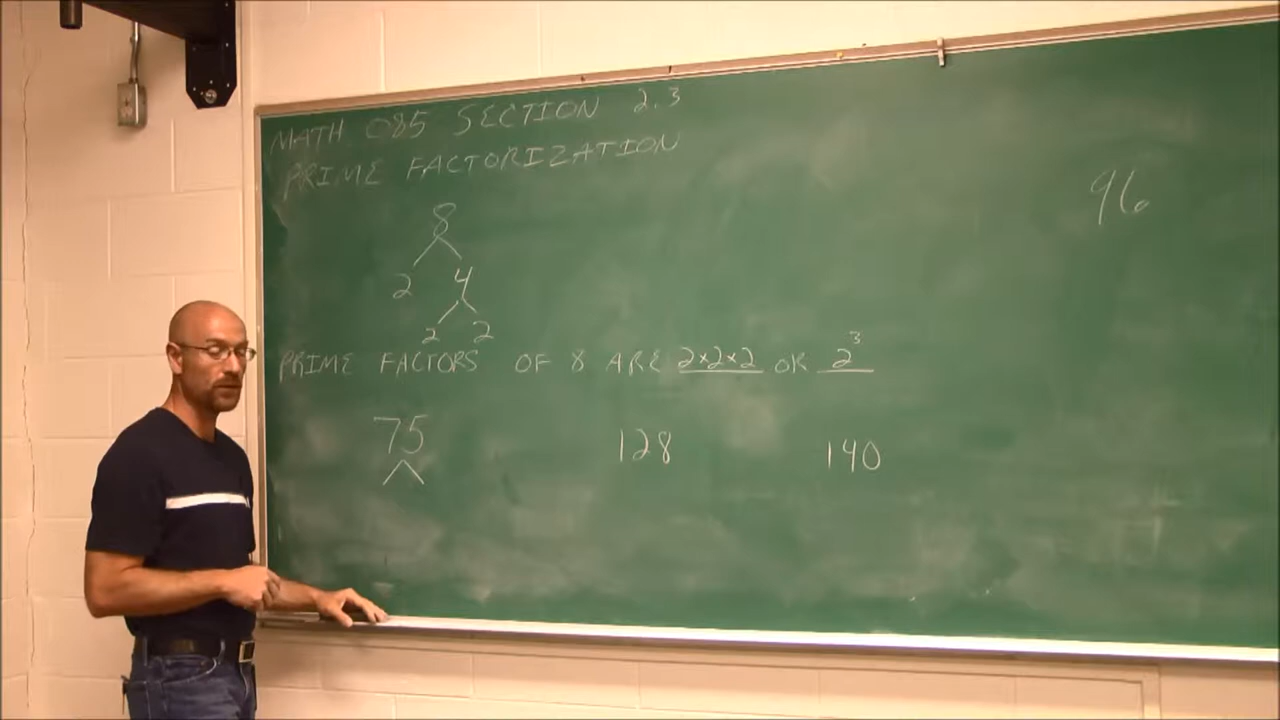 MATH 085 SECTION 2.3
PRIME FACTORIZATION
96
8
2 4
2 2
PRIME FACTORS OF 8 ARE 2×2×2 OR 2³
75 128 140